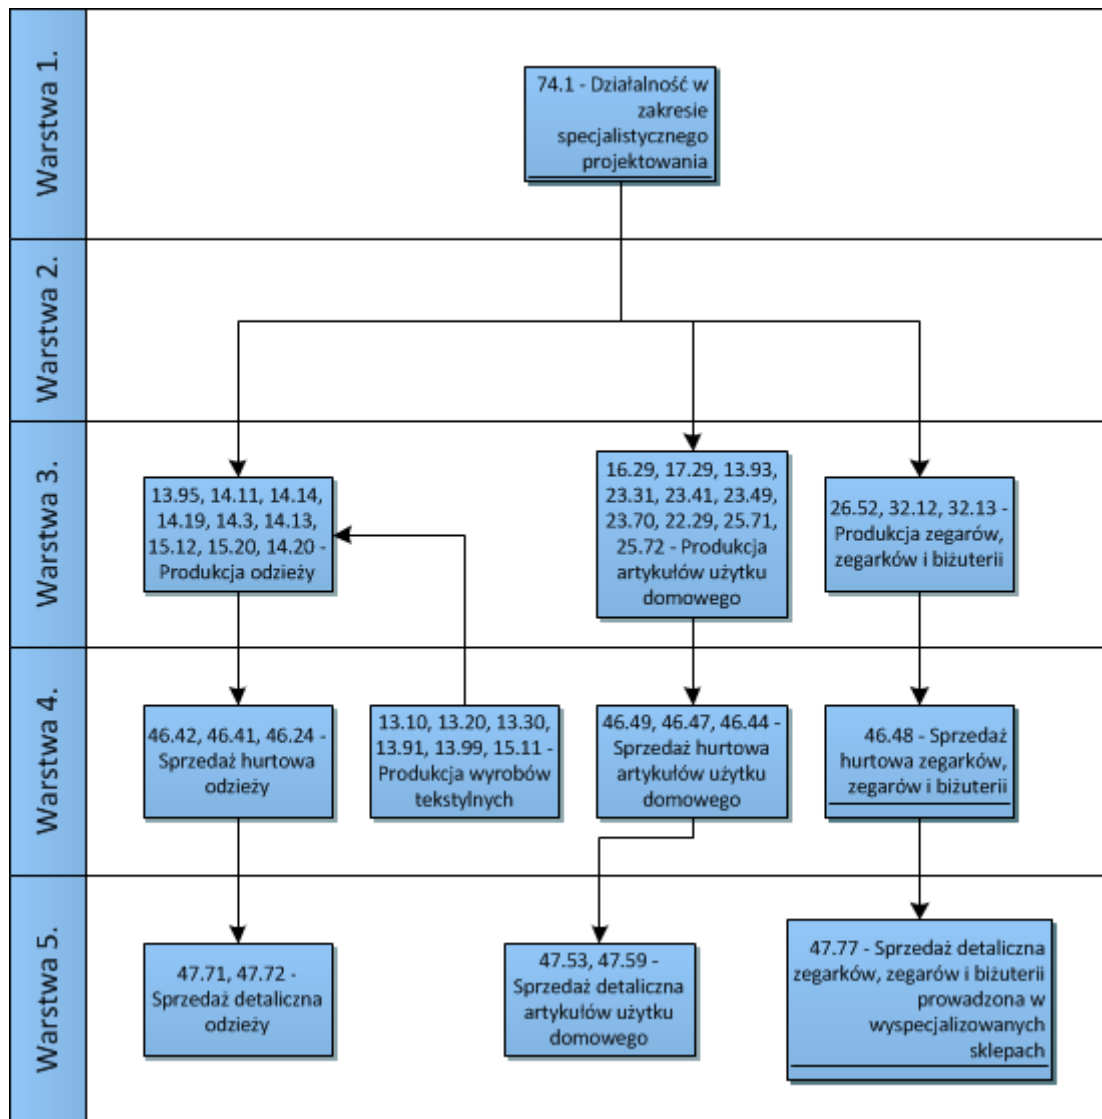 Warstwa 1.
74.1 - Działalność w
zakresie
specjalistycznego
projektowania
Warstwa 2.
Warstwa 3.
13.95, 14.11, 14.14,
14.19, 14.3, 14.13,
15.12, 15.20, 14.20 -
Produkcja odzieży
16.29, 17.29, 13.93,
23.31, 23.41, 23.49,
23.70, 22.29, 25.71,
25.72 - Produkcja
artykułów użytku
domowego
26.52, 32.12, 32.13 -
Produkcja zegarów,
zegarków i biżuterii
Warstwa 4.
46.42, 46.41, 46.24 -
Sprzedaż hurtowa
odzieży
13.10, 13.20, 13.30,
13.91, 13.99, 15.11 -
Produkcja wyrobów
tekstylnych
46.49, 46.47, 46.44 -
Sprzedaż hurtowa
artykułów użytku
domowego
46.48 - Sprzedaż
hurtowa zegarków,
zegarów i biżuterii
Warstwa 5.
47.71, 47.72 -
Sprzedaż detaliczna
odzieży
47.53, 47.59 -
Sprzedaż detaliczna
artykułów użytku
domowego
47.77 - Sprzedaż detaliczna
zegarków, zegarów i biżuterii
prowadzona w
wyspecjalizowanych
sklepach